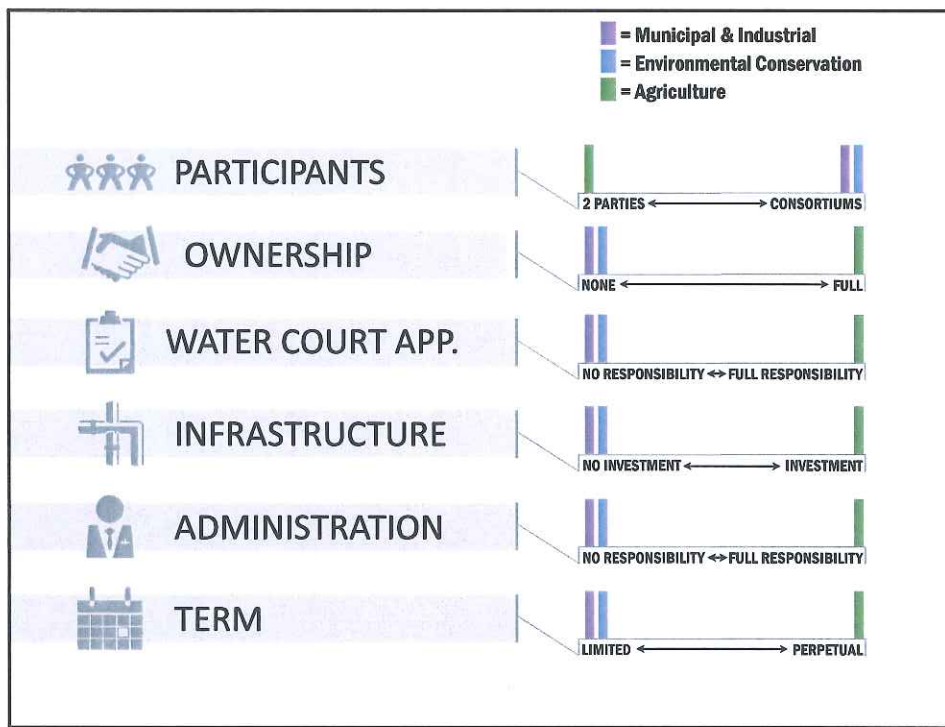 = Municipal & Industrial
= Environmental Conservation
= Agriculture
PARTICIPANTS
2 PARTIES CONSORTIUMS
OWNERSHIP
NONE FULL
WATER COURT APP.
NO RESPONSIBILITY FULL RESPONSIBILITY
INFRASTRUCTURE
NO INVESTMENT INVESTMENT
ADMINISTRATION
NO RESPONSIBILITY FULL RESPONSIBILITY
TERM
LIMITED PERPETUAL